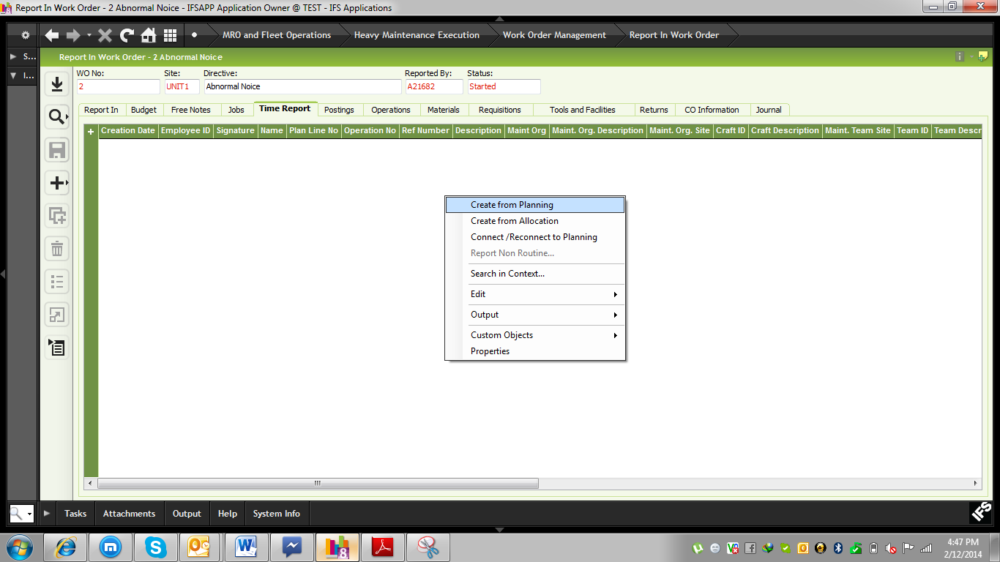 Report In Work Order - 2 Abnormal Noice - IFSAPP Application Owner @ TEST - IFS Applications
MRO and Fleet Operations Heavy Maintenance Execution Work Order Management Report In Work Order
S...
Report In Work Order - 2 Abnormal Noice
I...
WO No: Site: Directive: Reported By: Status:
2 UNIT1 Abnormal Noice A21682 Started
Report In Budget Free Notes Jobs Time Report Postings Operations Materials Requisitions Tools and Facilities Returns CO Information Journal
Creation Date Employee ID Signature Name Plan Line No Operation No Ref Number Description Maint Org Maint. Org. Description Maint. Org. Site Craft ID Craft Description Maint. Team Site Team ID Team Descr
Create from Planning
Create from Allocation
Connect /Reconnect to Planning
Report Non Routine...
Search in Context...
Edit
Output
Custom Objects
Properties
Tasks Attachments Output Help System Info
IFS
8
4:47 PM
2/12/2014